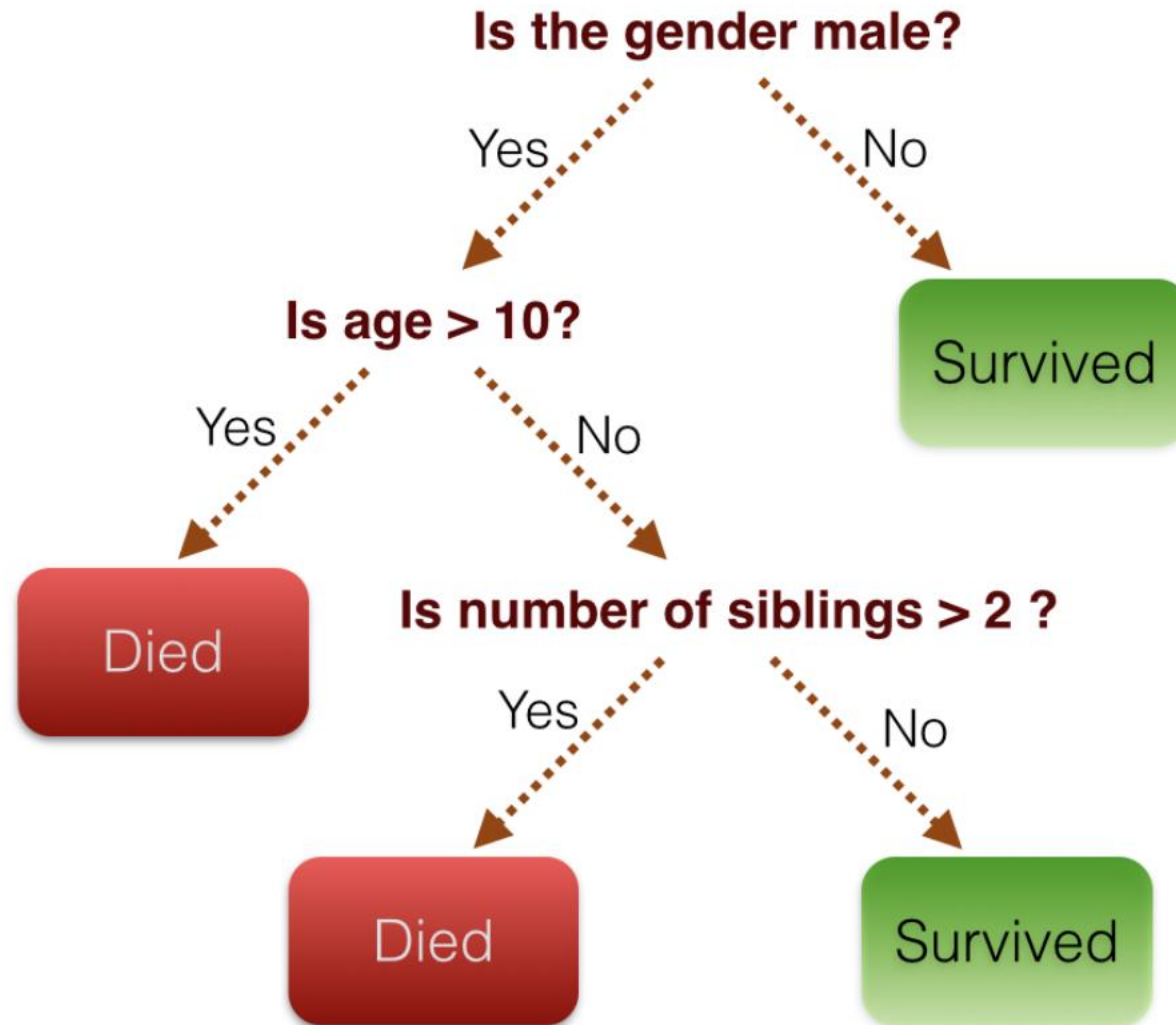 Is the gender male?
Yes
No
Is age > 10?
Survived
Yes
No
Died
Is number of siblings > 2 ?
Yes
No
Died
Survived